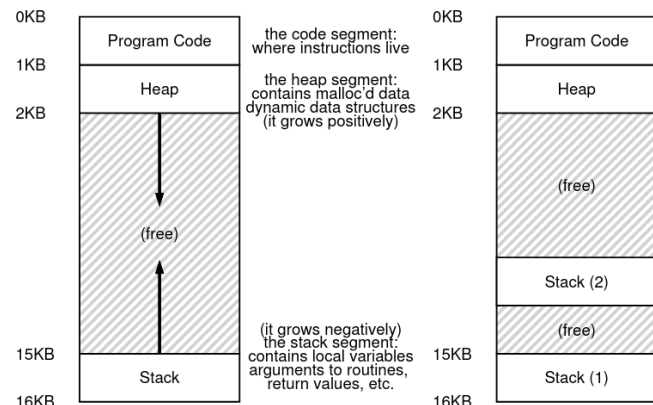 0KB
Program Code
1KB
Heap
2KB
(free)
15KB
Stack
16KB
the code segment:
where instructions live
the heap segment:
contains malloc'd data
dynamic data structures
(it grows positively)
(it grows negatively)
the stack segment:
contains local variables
arguments to routines,
return values, etc.
0KB
Program Code
1KB
Heap
2KB
(free)
Stack (2)
(free)
15KB
Stack (1)
16KB